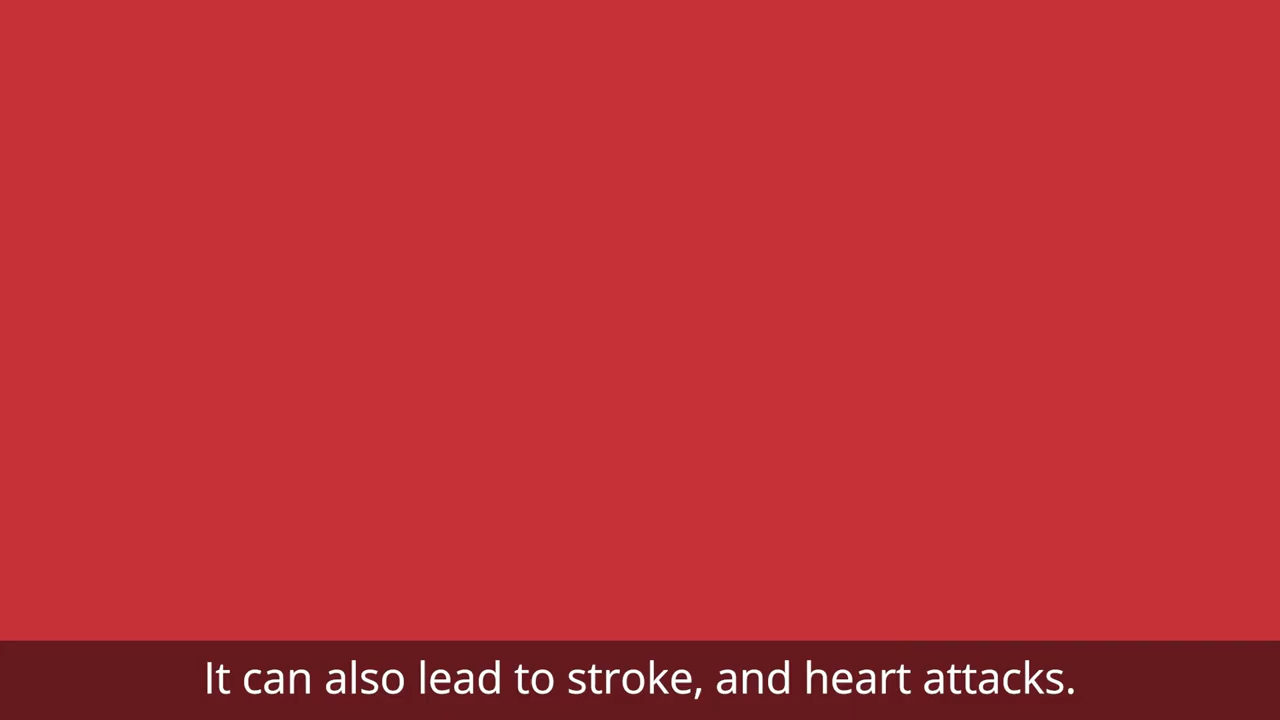 It can also lead to stroke, and heart attacks.